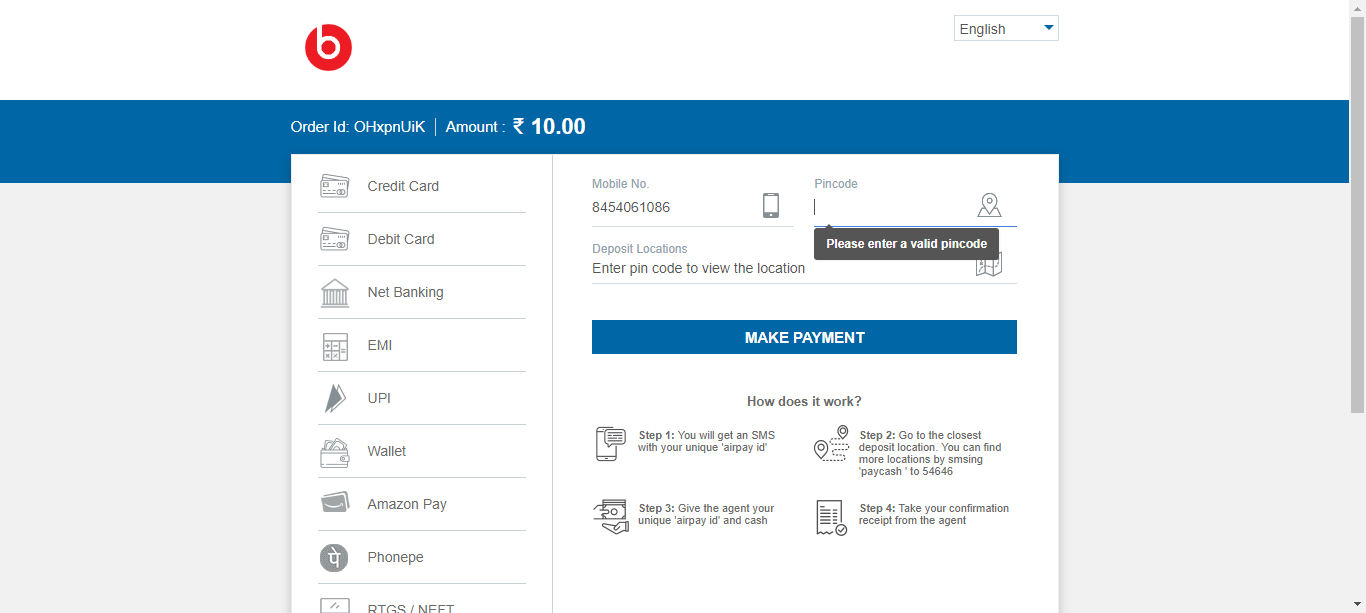 b
English
Order Id: OHxpnUiK | Amount : ₹ 10.00
Credit Card
Debit Card
Net Banking
EMI
UPI
Wallet
Amazon Pay
पे
Phonepe
RTGS / NEFT
Mobile No.
8454061086
Pincode
Please enter a valid pincode
Deposit Locations
Enter pin code to view the location
MAKE PAYMENT
How does it work?
Step 1: You will get an SMS
with your unique 'airpay id'
Step 2: Go to the closest
deposit location. You can find
more locations by smsing
'paycash ' to 54646
Step 3: Give the agent your
unique 'airpay id' and cash
Step 4: Take your confirmation
receipt from the agent